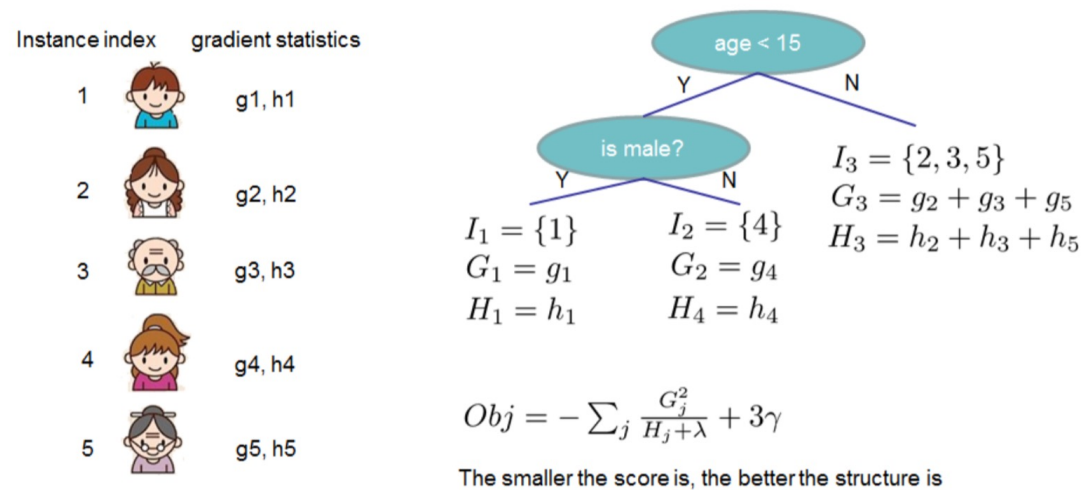 Instance index gradient statistics
1 g1, h1
2 g2, h2
3 g3, h3
4 g4, h4
5 g5, h5
age < 15
Y N
is male?
Y N
I₁ = {1}
G₁ = g₁
H₁ = h₁
I₂ = {4}
G₂ = g₄
H₄ = h₄
I₃ = {2, 3, 5}
G₃ = g₂ + g₃ + g₅
H₃ = h₂ + h₃ + h₅
Obj = − ∑ⱼ Gⱼ² / (Hⱼ+λ) + 3γ
The smaller the score is, the better the structure is